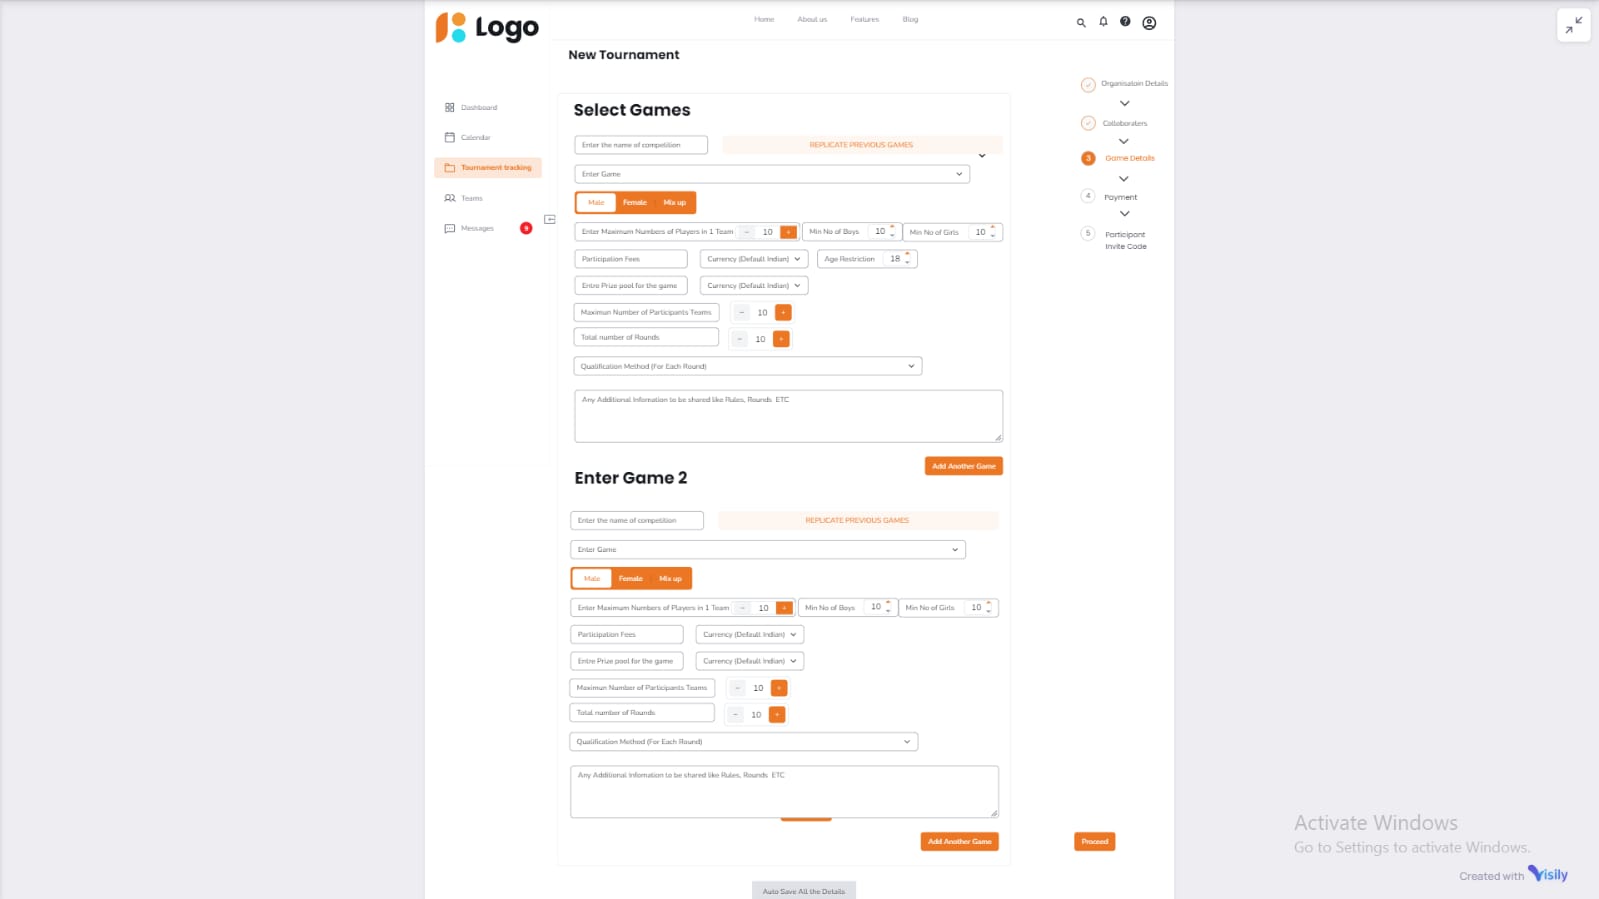 Logo
Home
About us
Features
Blog
New Tournament
Dashboard
Calendar
Tournament tracking
Teams
Messages
9
Select Games
Enter the name of competition
REPLICATE PREVIOUS GAMES
Enter Game
Male Female Mix up
Enter Maximum Numbers of Players in 1 Team − 10 + Min No of Boys 10 Min No of Girls 10
Participation Fees Currency (Default Indian) Age Restriction 18
Entre Prize pool for the game Currency (Default Indian)
Maximun Number of Participants Teams − 10 +
Total number of Rounds − 10 +
Qualification Method (For Each Round)
Any Additional Infomation to be shared like Rules, Rounds ETC
Add Another Game
Enter Game 2
Enter the name of competition
REPLICATE PREVIOUS GAMES
Enter Game
Male Female Mix up
Enter Maximum Numbers of Players in 1 Team − 10 + Min No of Boys 10 Min No of Girls 10
Participation Fees Currency (Default Indian)
Entre Prize pool for the game Currency (Default Indian)
Maximun Number of Participants Teams − 10 +
Total number of Rounds − 10 +
Qualification Method (For Each Round)
Any Additional Infomation to be shared like Rules, Rounds ETC
Add Another Game
Auto Save All the Details
Organisatoin Details
Collaboraters
3 Game Details
4 Payment
5 Participant
Invite Code
Proceed
Activate Windows
Go to Settings to activate Windows.
Created with Visily